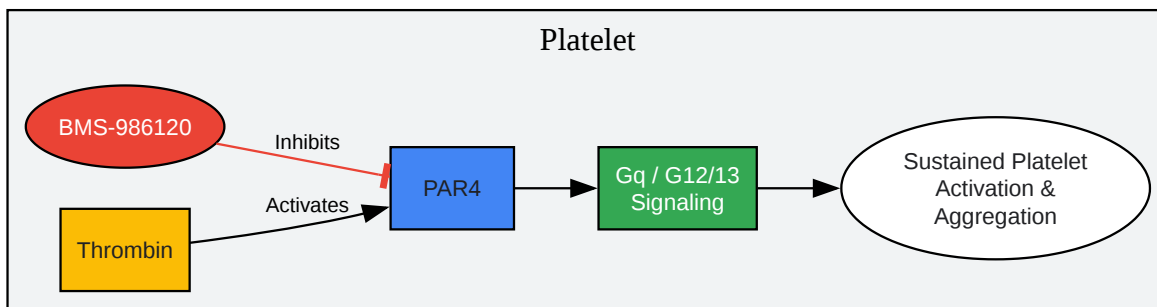 Platelet
BMS-986120
Inhibits
Activates
Thrombin
PAR4
Gq / G12/13
Signaling
Sustained Platelet
Activation &
Aggregation